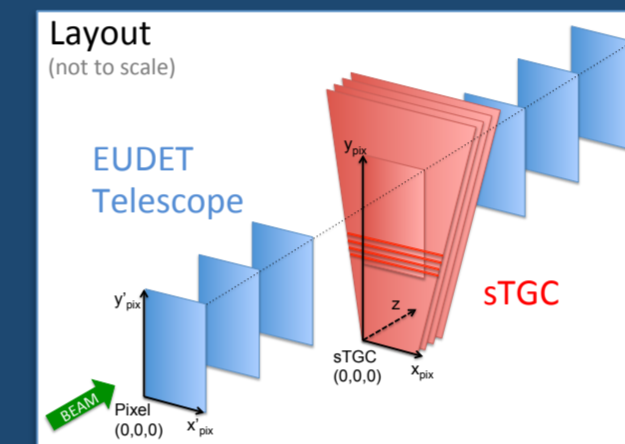 Layout
(not to scale)
EUDET
Telescope
y_pix
sTGC
z
sTGC
(0,0,0)
x_pix
y'_pix
BEAM
Pixel
(0,0,0)
x'_pix